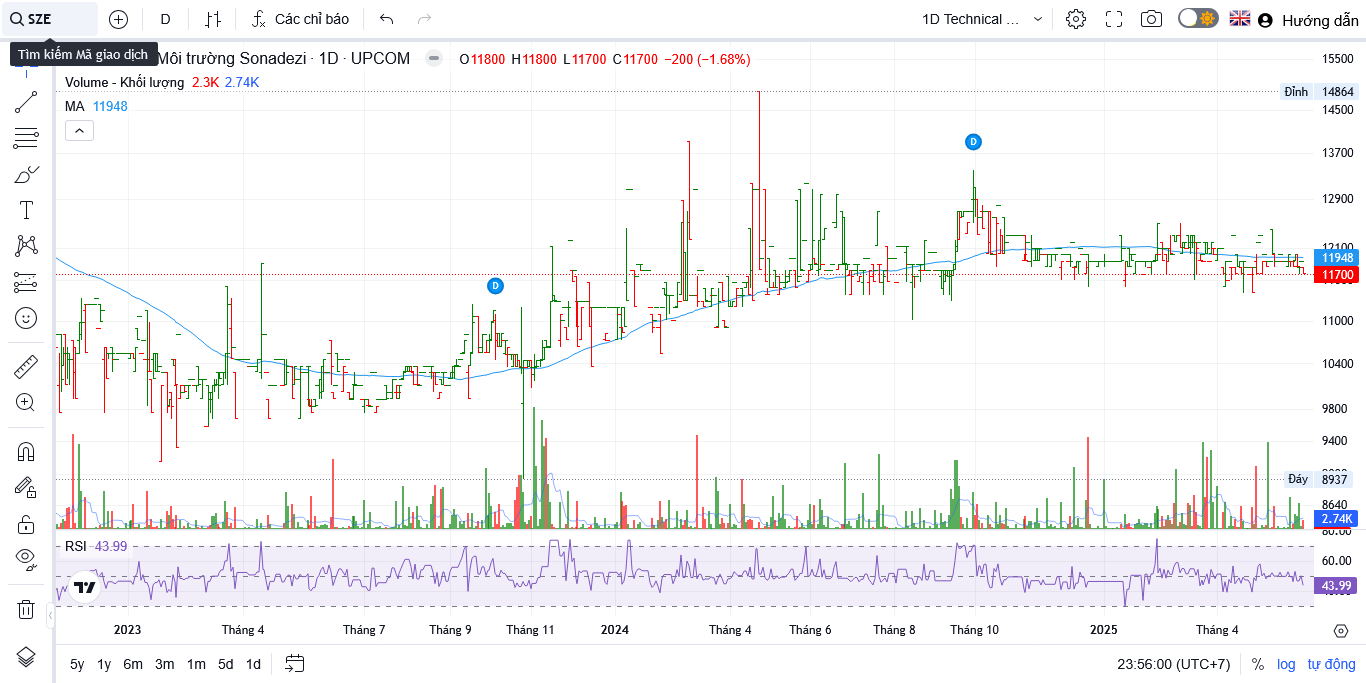 SZE
D
Các chỉ báo
1D Technical ...
Hướng dẫn
Tìm kiếm Mã giao dịch
Môi trường Sonadezi · 1D · UPCOM
O11800 H11800 L11700 C11700 −200 (−1.68%)
Volume - Khối lượng 2.3K 2.74K
MA 11948
15500
Đỉnh 14864
14500
D
13700
12900
12100
11948
11700
D
11000
10400
9800
9400
Đáy 8937
8640
2.74K
80.00
RSI 43.99
60.00
43.99
2023
Tháng 4
Tháng 7
Tháng 9
Tháng 11
2024
Tháng 4
Tháng 6
Tháng 8
Tháng 10
2025
Tháng 4
5y 1y 6m 3m 1m 5d 1d
23:56:00 (UTC+7)
%
log
tự động